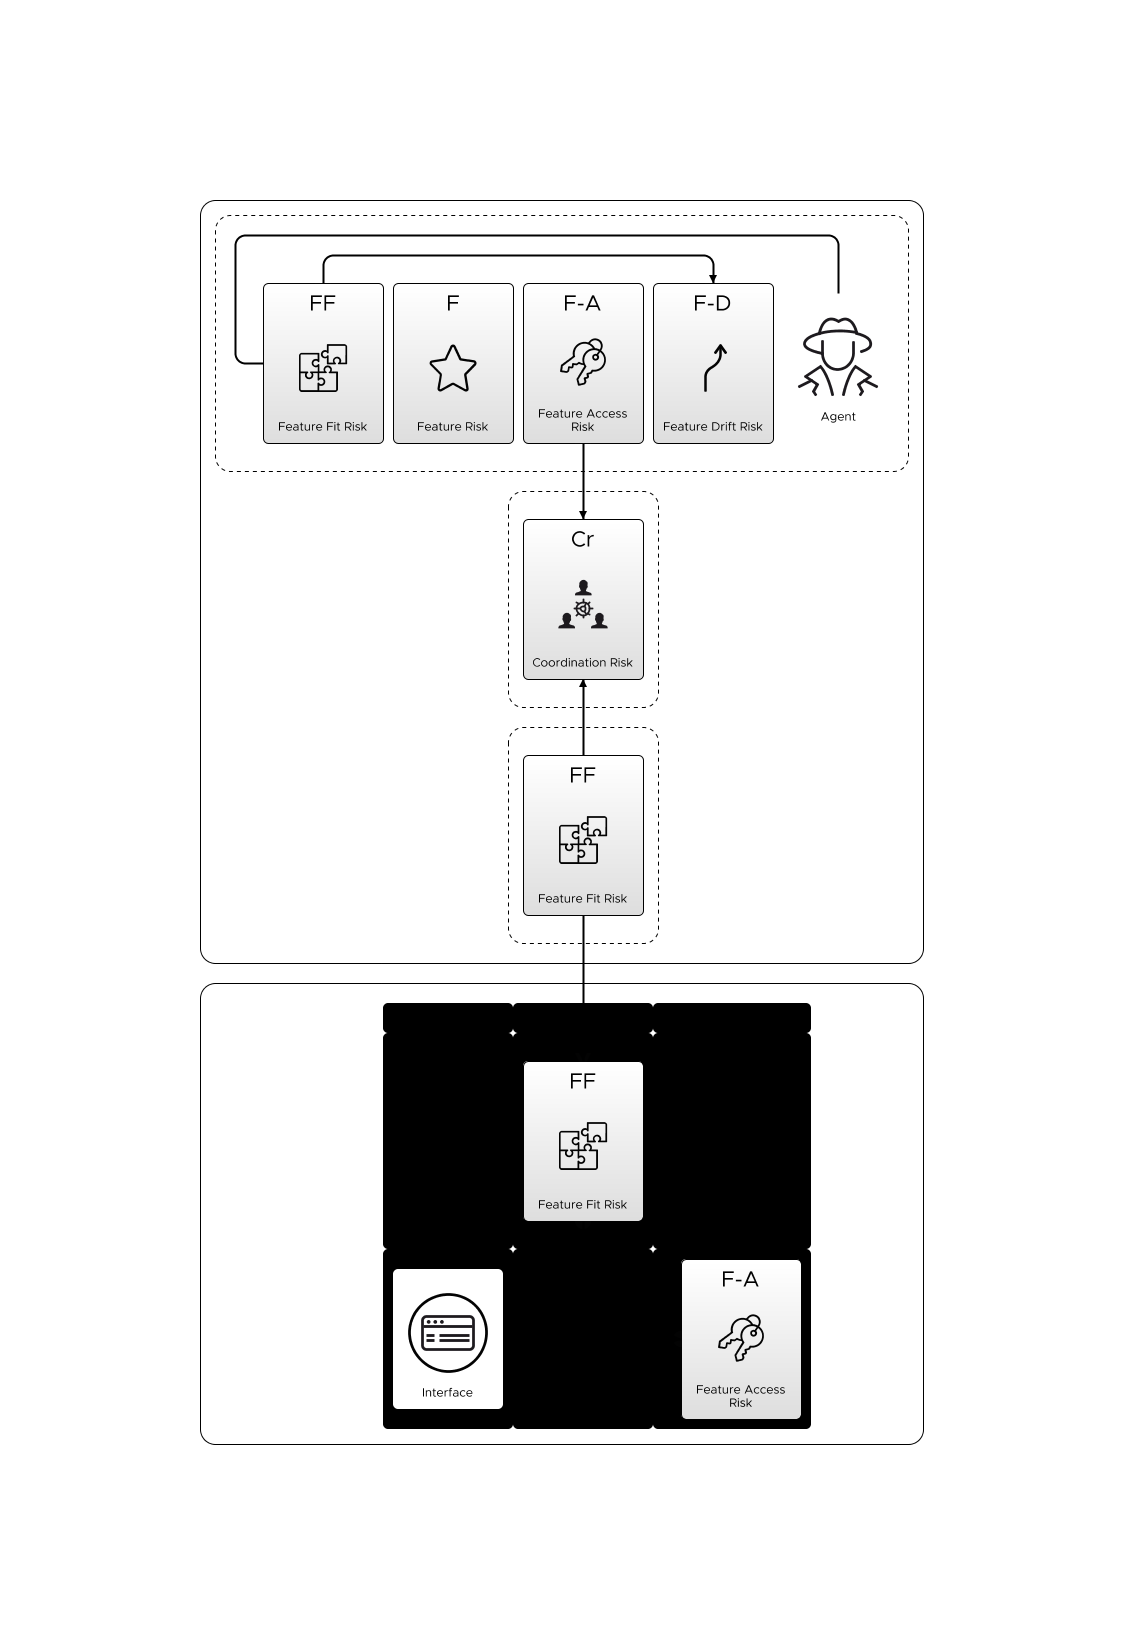 FF
Feature Fit Risk
F
Feature Risk
F-A
Feature Access
Risk
F-D
Feature Drift Risk
Agent
Cr
Coordination Risk
FF
Feature Fit Risk
FF
Feature Fit Risk
Interface
F-A
Feature Access
Risk